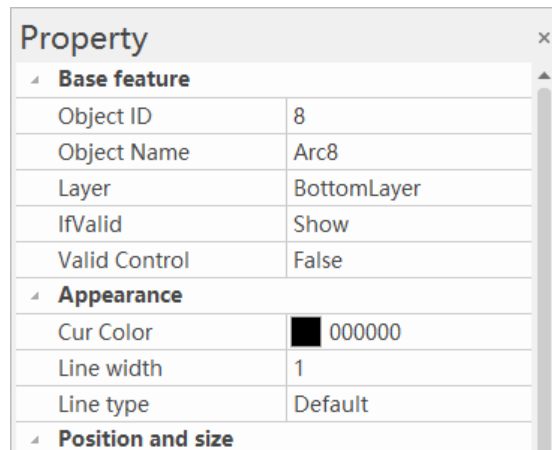 Property
Base feature
Object ID 8
Object Name Arc8
Layer BottomLayer
IfValid Show
Valid Control False
Appearance
Cur Color 000000
Line width 1
Line type Default
Position and size